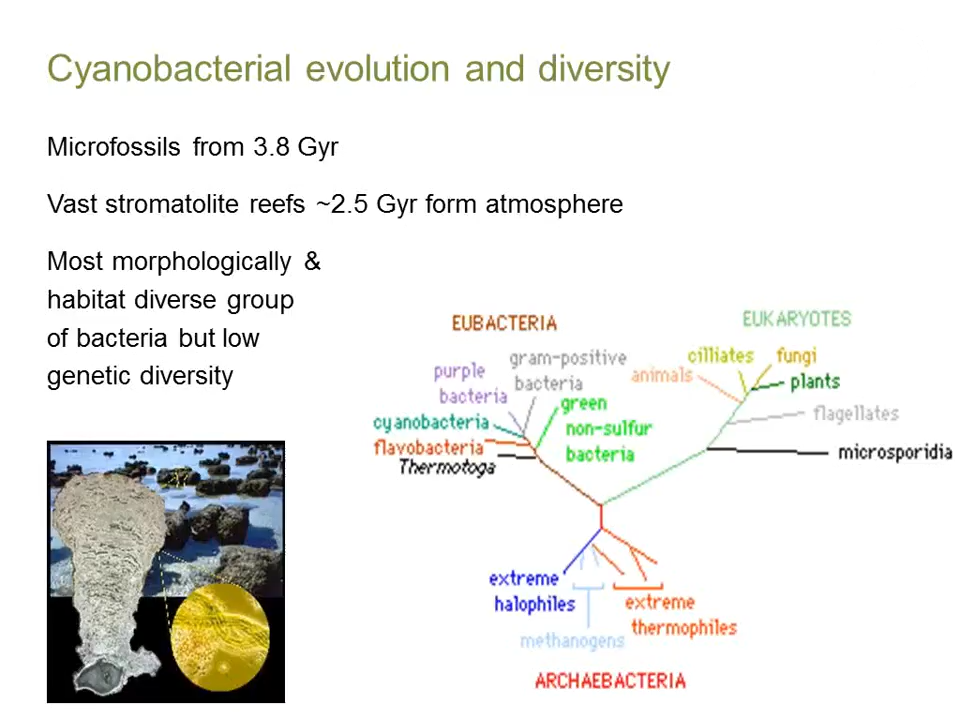 Cyanobacterial evolution and diversity
Microfossils from 3.8 Gyr
Vast stromatolite reefs ~2.5 Gyr form atmosphere
Most morphologically &
habitat diverse group
of bacteria but low
genetic diversity
EUBACTERIA
EUKARYOTES
gram-positive
bacteria
purple
bacteria
green
non-sulfur
bacteria
cyanobacteria
flavobacteria
Thermotoga
cilliates
fungi
animals
plants
flagellates
microsporidia
extreme
halophiles
methanogens
extreme
thermophiles
ARCHAEBACTERIA